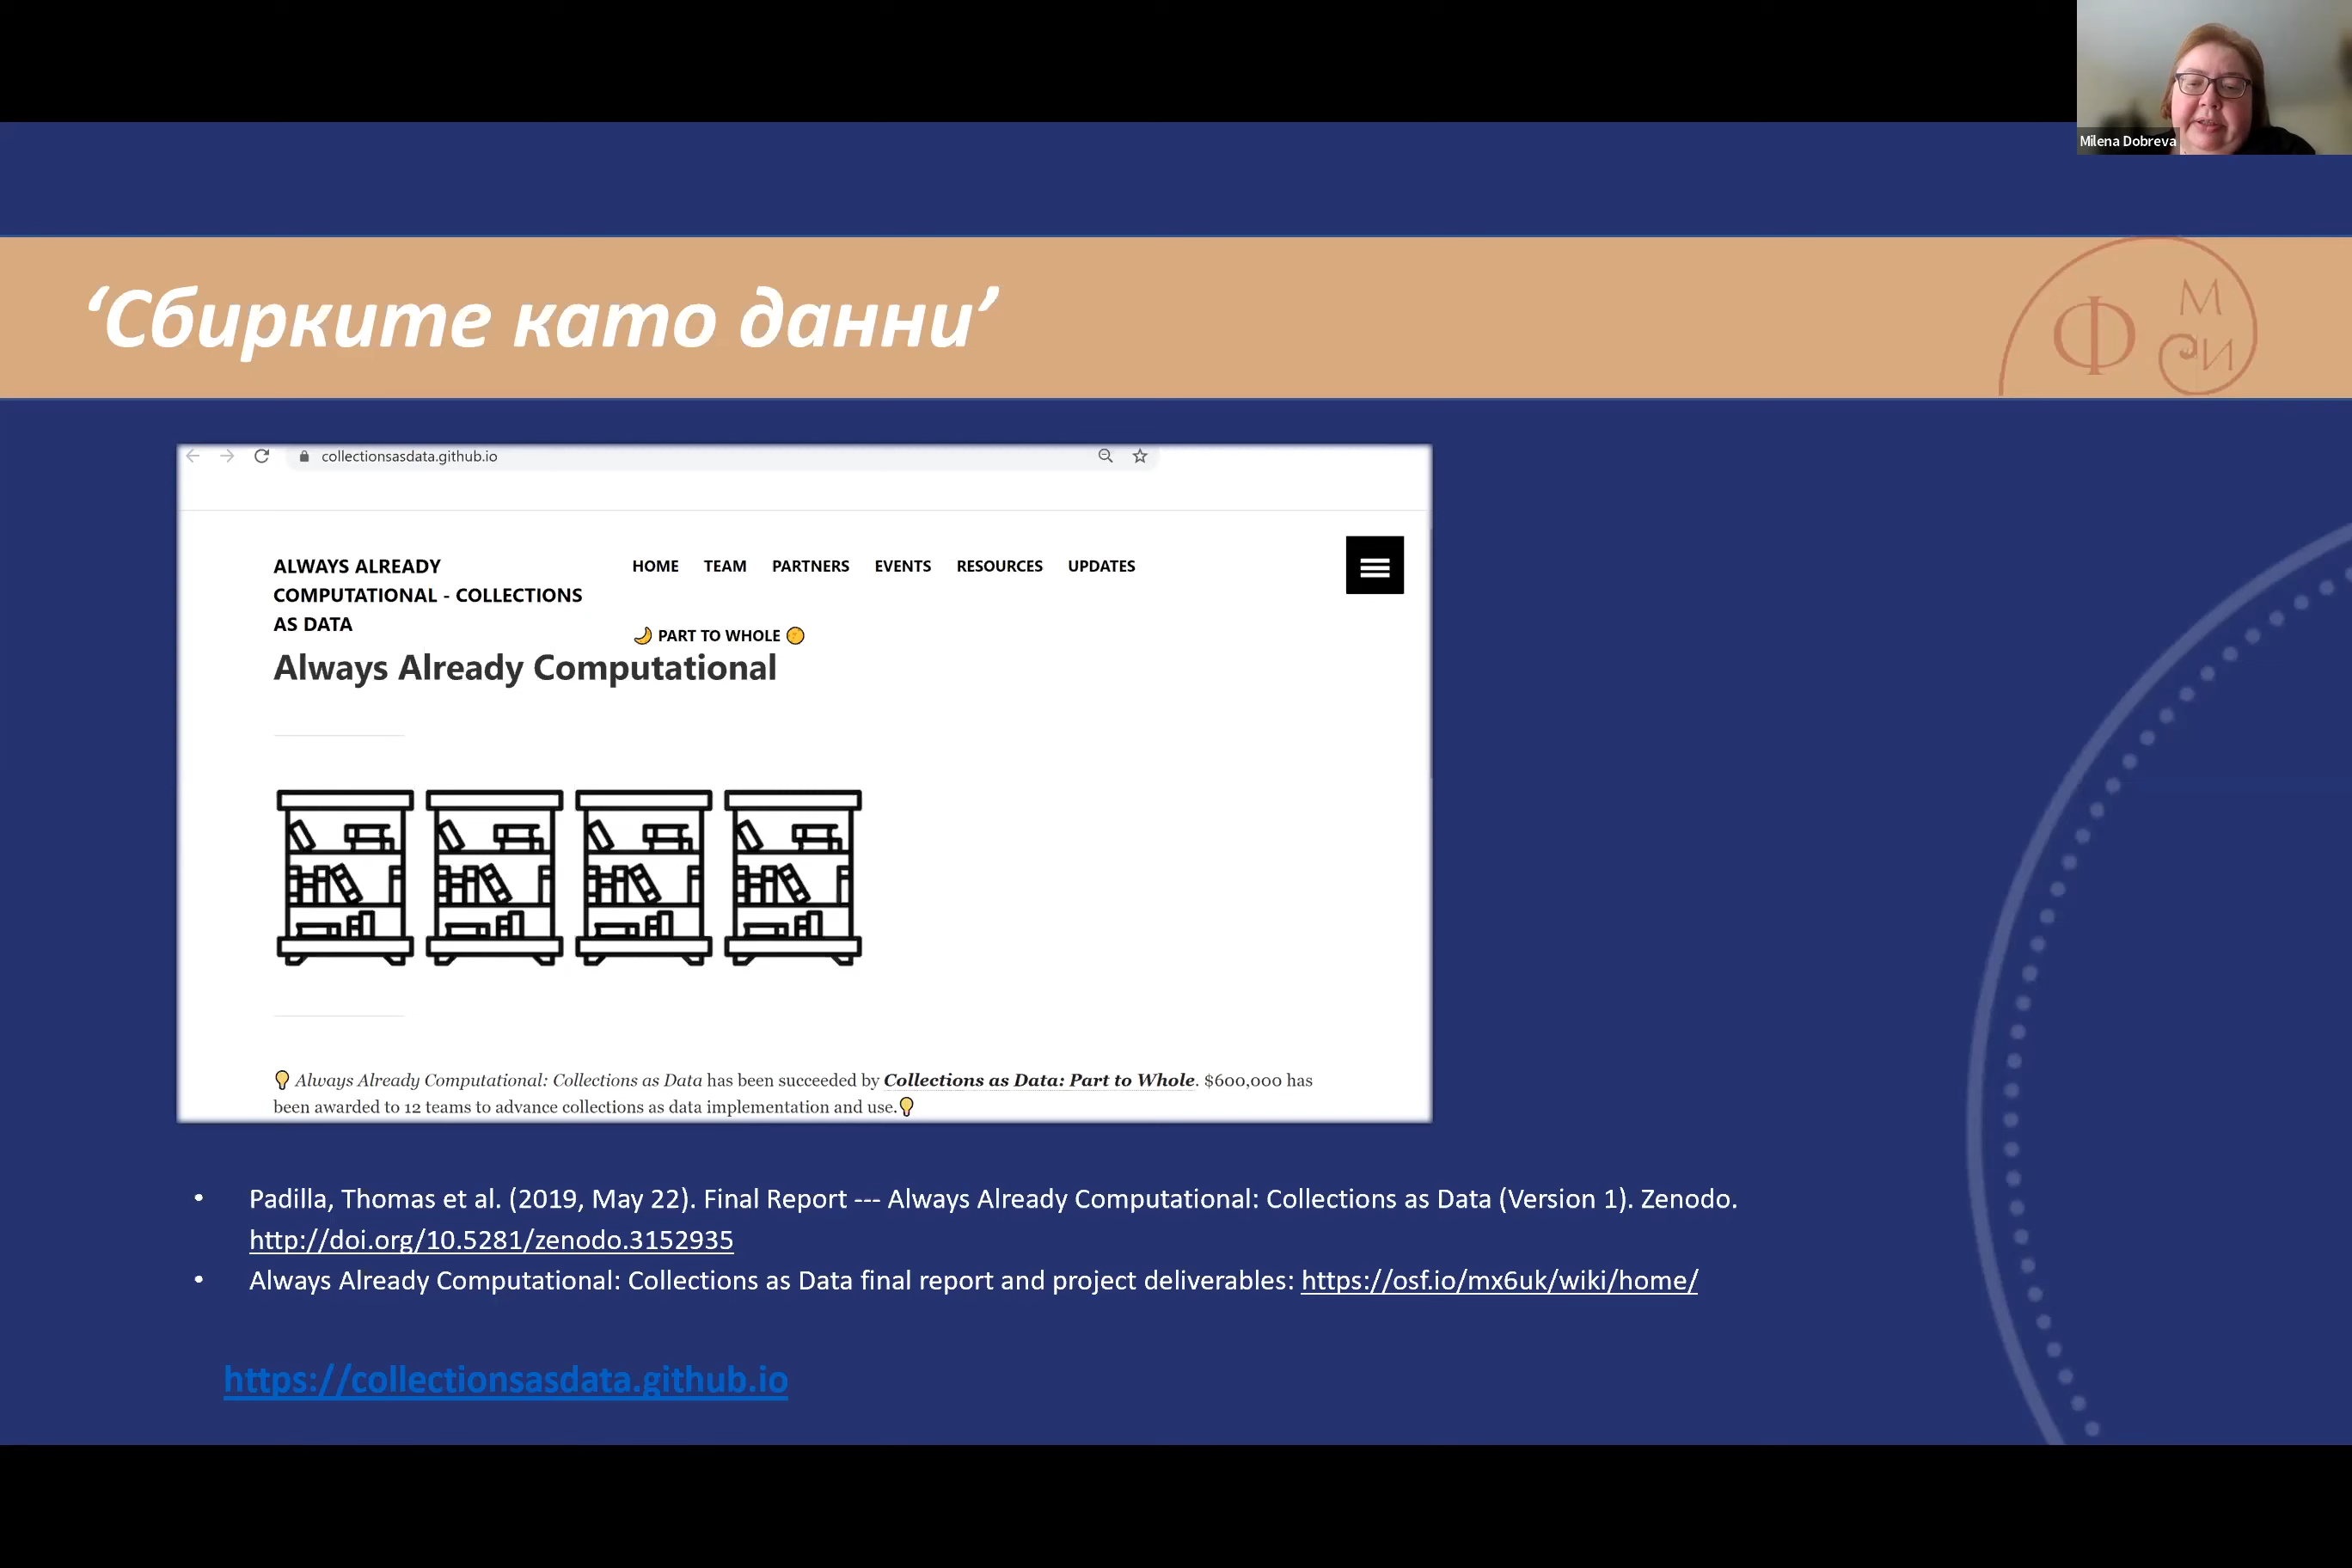 Milena Dobreva
‘Сбирките като данни’
Ф М СИ
collectionsasdata.github.io
ALWAYS ALREADY
COMPUTATIONAL - COLLECTIONS
AS DATA
HOME TEAM PARTNERS EVENTS RESOURCES UPDATES
🌙 PART TO WHOLE 🌕
Always Already Computational
💡 Always Already Computational: Collections as Data has been succeeded by Collections as Data: Part to Whole. $600,000 has
been awarded to 12 teams to advance collections as data implementation and use.💡
• Padilla, Thomas et al. (2019, May 22). Final Report --- Always Already Computational: Collections as Data (Version 1). Zenodo.
http://doi.org/10.5281/zenodo.3152935
• Always Already Computational: Collections as Data final report and project deliverables: https://osf.io/mx6uk/wiki/home/
https://collectionsasdata.github.io